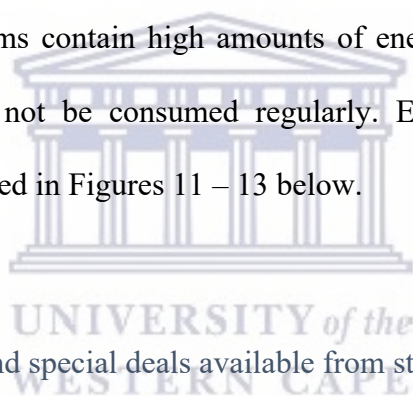 ms contain high amounts of ene
not be consumed regularly. E
ed in Figures 11 – 13 below.
UNIVERSITY of the
nd special deals available from st
WESTERN CAPE